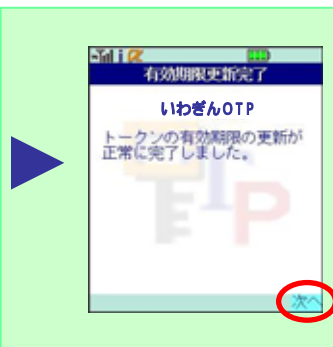 有効期限更新完了
いわぎんOTP
トークンの有効期限の更新が
正常に完了しました。
OTP
次へ